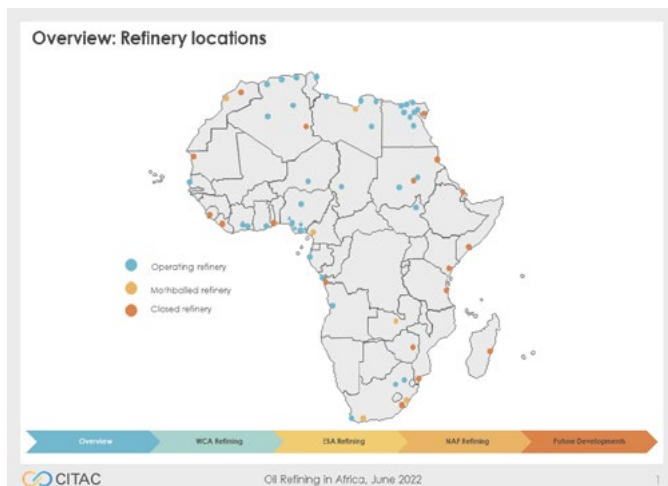 Overview: Refinery locations
Operating refinery
Mothballed refinery
Closed refinery
Overview
WCA Refining
ESA Refining
NAF Refining
Future Developments
CITAC
Oil Refining in Africa, June 2022
1